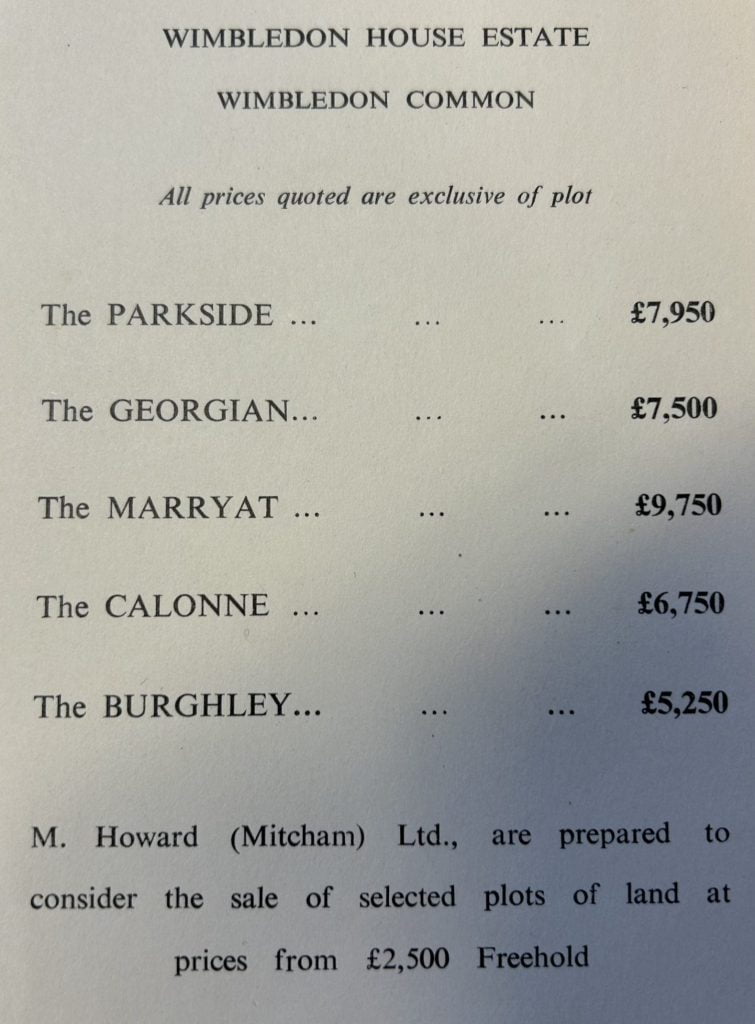 WIMBLEDON HOUSE ESTATE
WIMBLEDON COMMON
All prices quoted are exclusive of plot
The PARKSIDE ... ... ... £7,950
The GEORGIAN... ... ... £7,500
The MARRYAT ... ... ... £9,750
The CALONNE ... ... ... £6,750
The BURGHLEY... ... ... £5,250
M. Howard (Mitcham) Ltd., are prepared to
consider the sale of selected plots of land at
prices from £2,500 Freehold